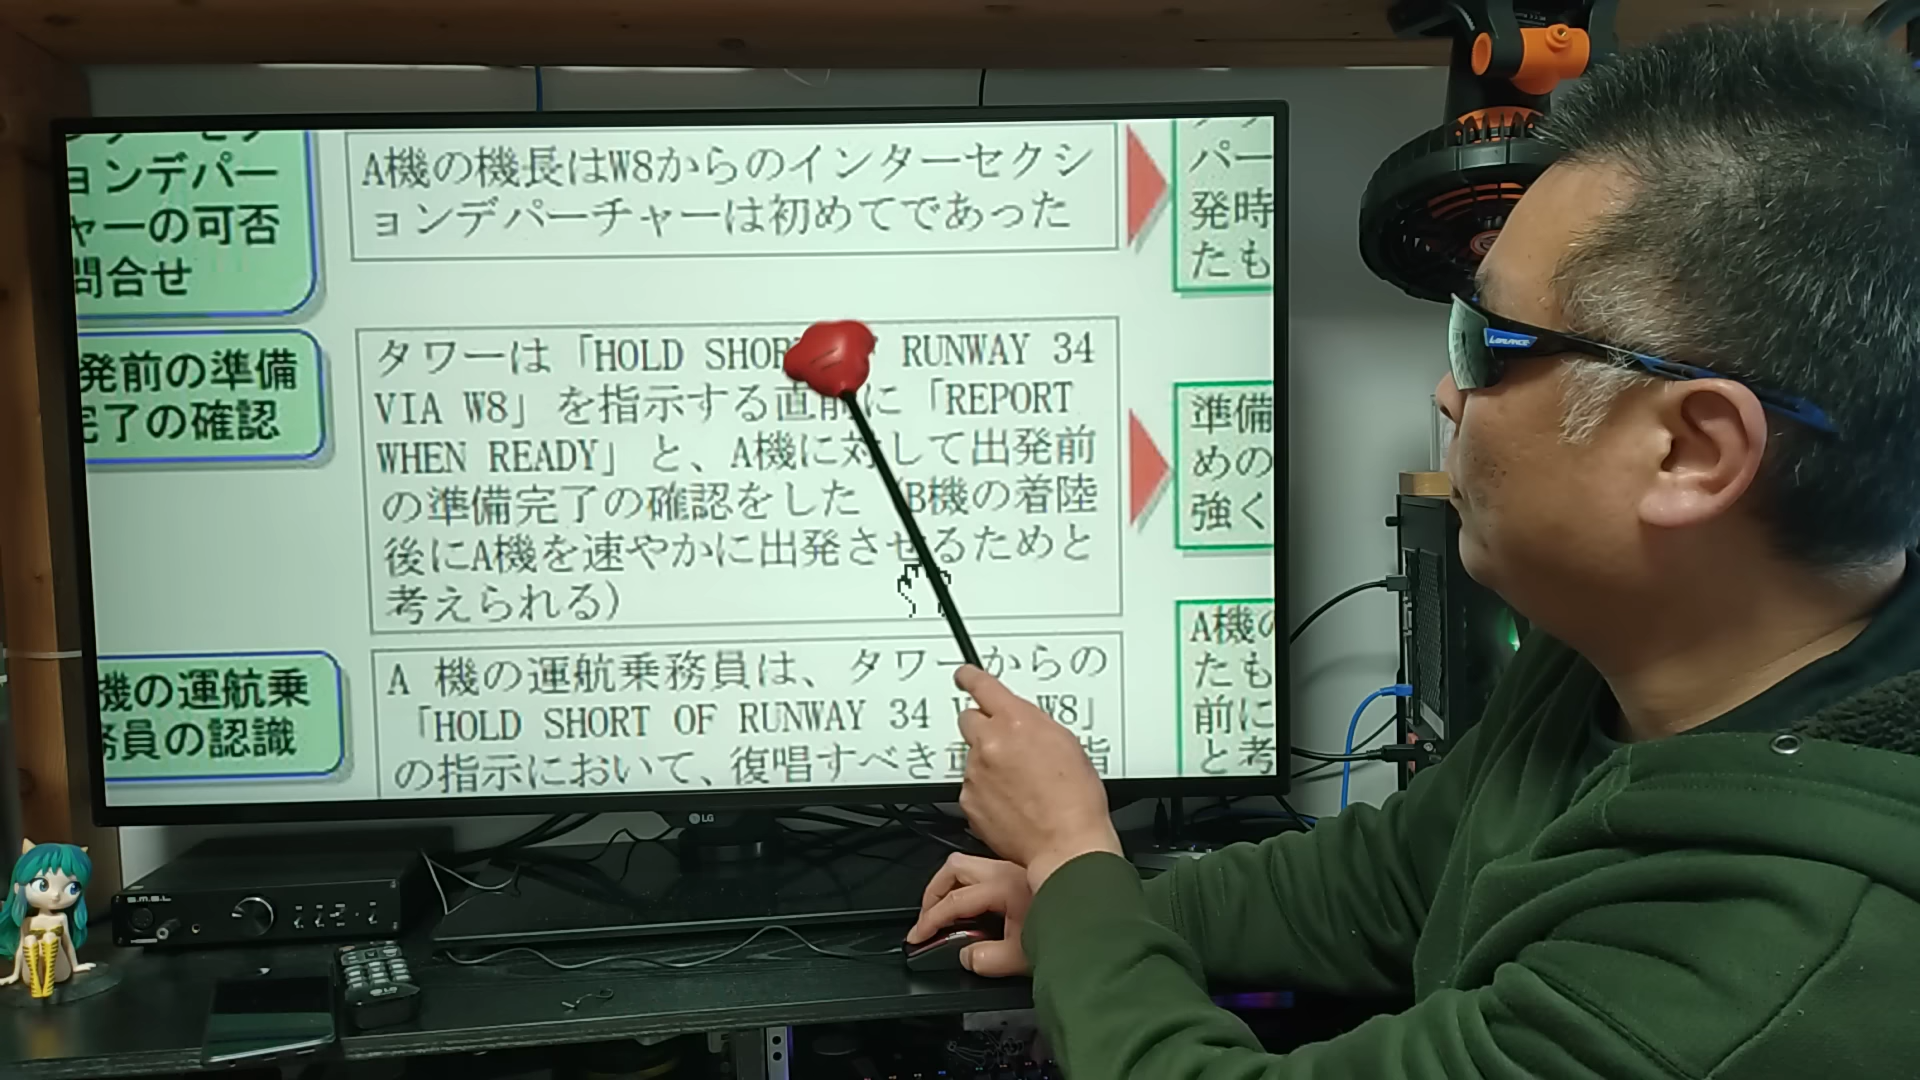 ョンデパー
ャーの可否
問合せ
A機の機長はW8からのインターセクシ
ョンデパーチャーは初めてであった
パー
発時
たも
発前の準備
完了の確認
タワーは「HOLD SHOR RUNWAY 34
VIA W8」を指示する直前に「REPORT
WHEN READY」と、A機に対して出発前
の準備完了の確認をした（B機の着陸
後にA機を速やかに出発させるためと
考えられる）
準備
めの
強く
機の運航乗
務員の認識
A 機の運航乗務員は、タワーからの
「HOLD SHORT OF RUNWAY 34 W8」
の指示において、復唱すべき 指
A機の
たも
前に
と考
LG
S.M.S.L
LG